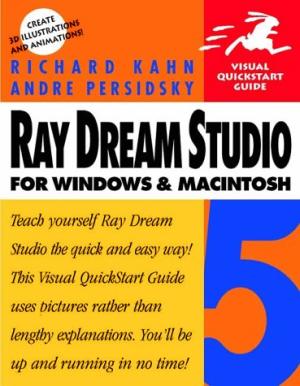 CREATE
3D ILLUSTRATIONS
AND ANIMATIONS!
RICHARD KAHN
ANDRE PERSIDSKY
VISUAL
QUICKSTART
GUIDE
RAY DREAM STUDIO
FOR WINDOWS & MACINTOSH
5
Teach yourself Ray Dream
Studio the quick and easy way!
This Visual QuickStart Guide
uses pictures rather than
lengthy explanations. You'll be
up and running in no time!